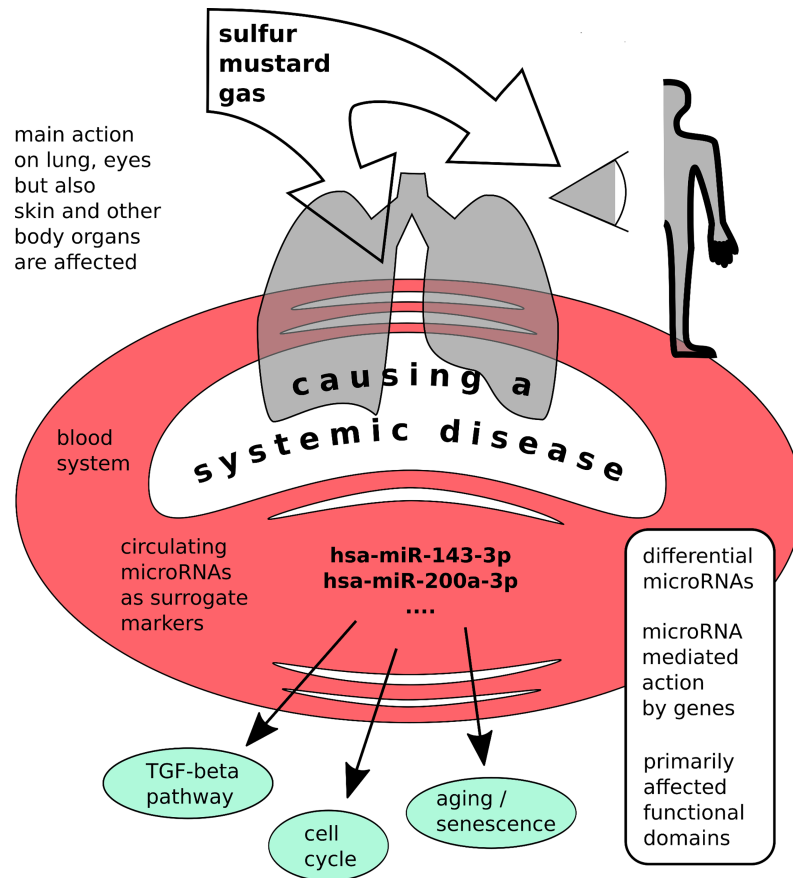 sulfur
mustard
gas
main action
on lung, eyes
but also
skin and other
body organs
are affected
causing a
systemic disease
blood
system
circulating
microRNAs
as surrogate
markers
hsa-miR-143-3p
hsa-miR-200a-3p
....
differential
microRNAs
microRNA
mediated
action
by genes
primarily
affected
functional
domains
TGF-beta
pathway
cell
cycle
aging /
senescence